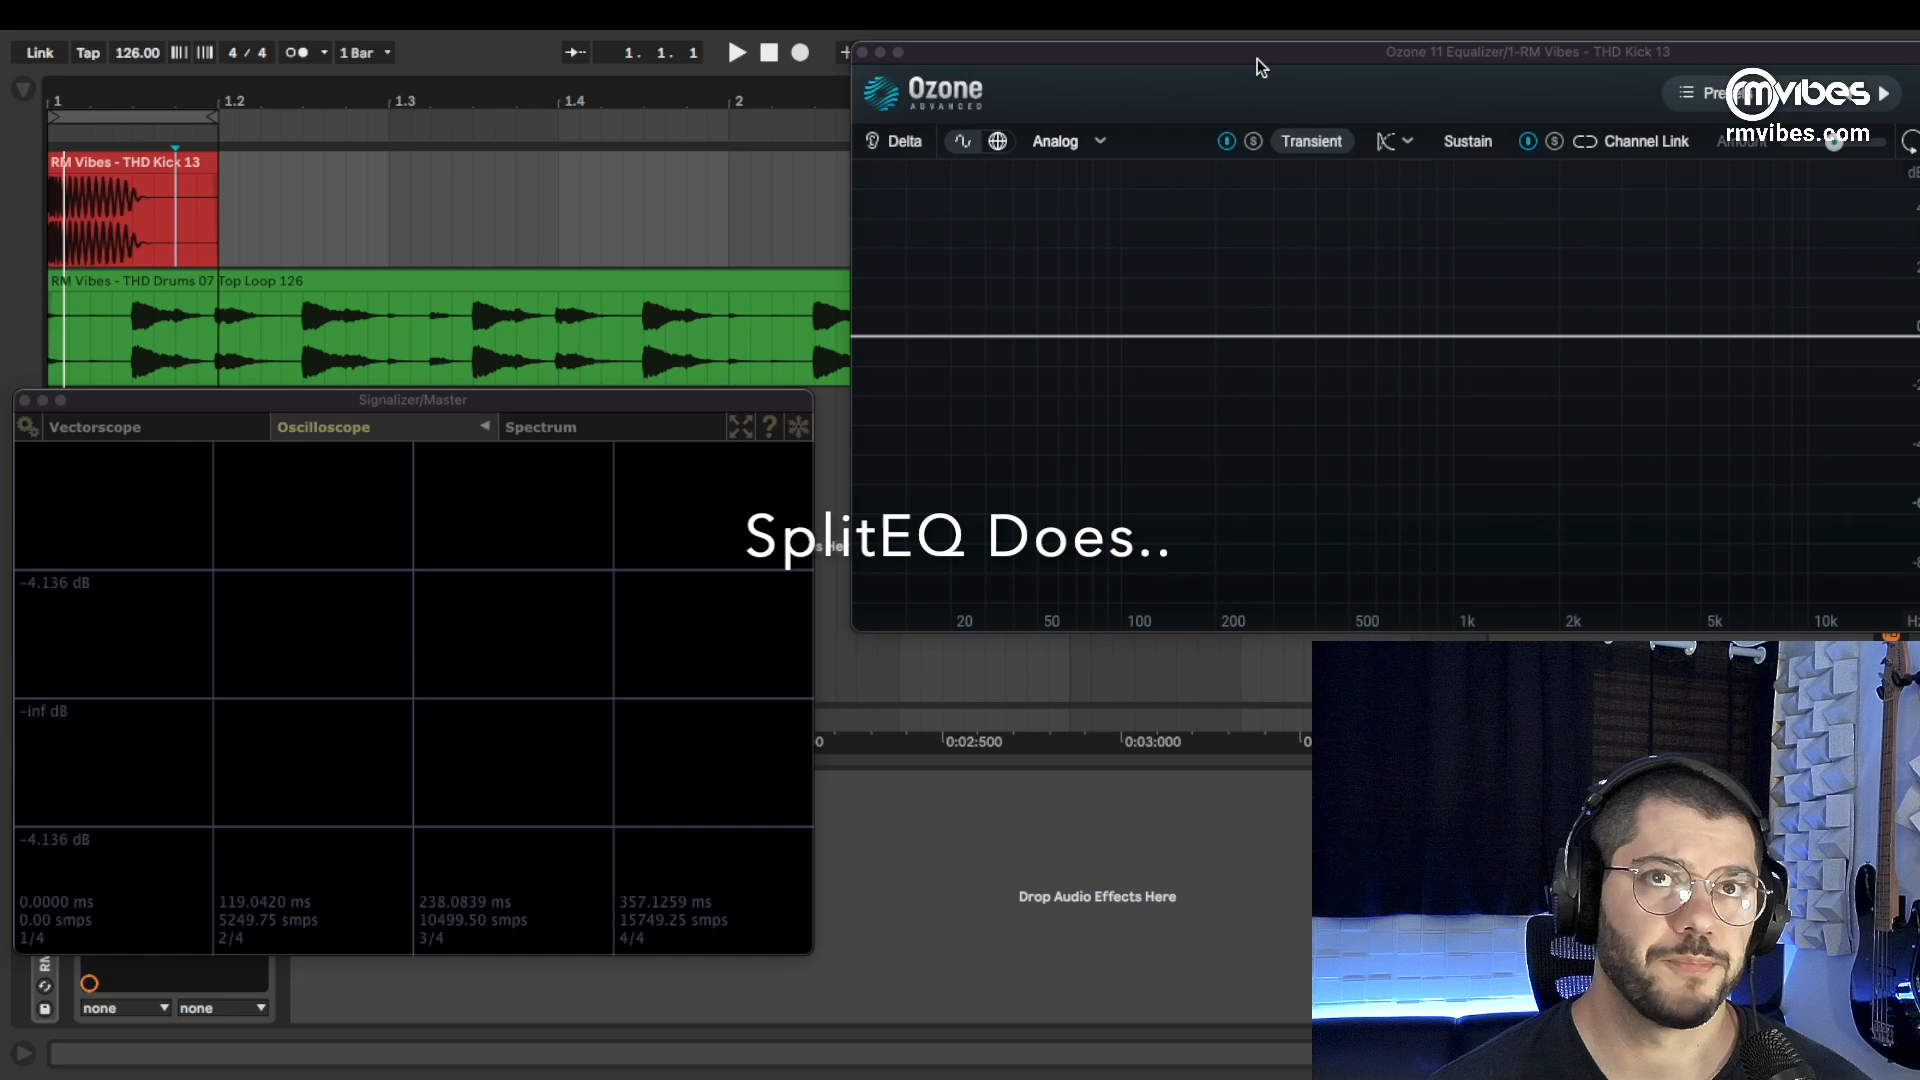 Link Tap 126.00 4 / 4 1 Bar 1. 1. 1
Ozone 11 Equalizer/1-RM Vibes - THD Kick 13
Ozone
ADVANCED
rmvibes
rmvibes.com
Delta Analog S Transient Sustain S Channel Link Amount
1 1.2 1.3 1.4 2
RM Vibes - THD Kick 13
RM Vibes - THD Drums 07 Top Loop 126
Signalizer/Master
Vectorscope Oscilloscope Spectrum ?
SplitEQ Does..
-4.136 dB
-inf dB
-4.136 dB
20 50 100 200 500 1k 2k 5k 10k
0:02:500 0:03:000
0.0000 ms 119.0420 ms 238.0839 ms 357.1259 ms
0.00 smps 5249.75 smps 10499.50 smps 15749.25 smps
1/4 2/4 3/4 4/4
Drop Audio Effects Here
none none